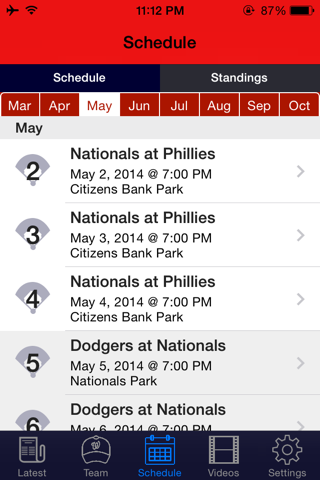 11:12 PM 87%
Schedule
Schedule Standings
Mar Apr May Jun Jul Aug Sep Oct
May
2
Nationals at Phillies
May 2, 2014 @ 7:00 PM
Citizens Bank Park
3
Nationals at Phillies
May 3, 2014 @ 7:00 PM
Citizens Bank Park
4
Nationals at Phillies
May 4, 2014 @ 7:00 PM
Citizens Bank Park
5
Dodgers at Nationals
May 5, 2014 @ 7:00 PM
Nationals Park
6
Dodgers at Nationals
May 6, 2014 @ 7:00 PM
W
Latest Team Schedule Videos Settings